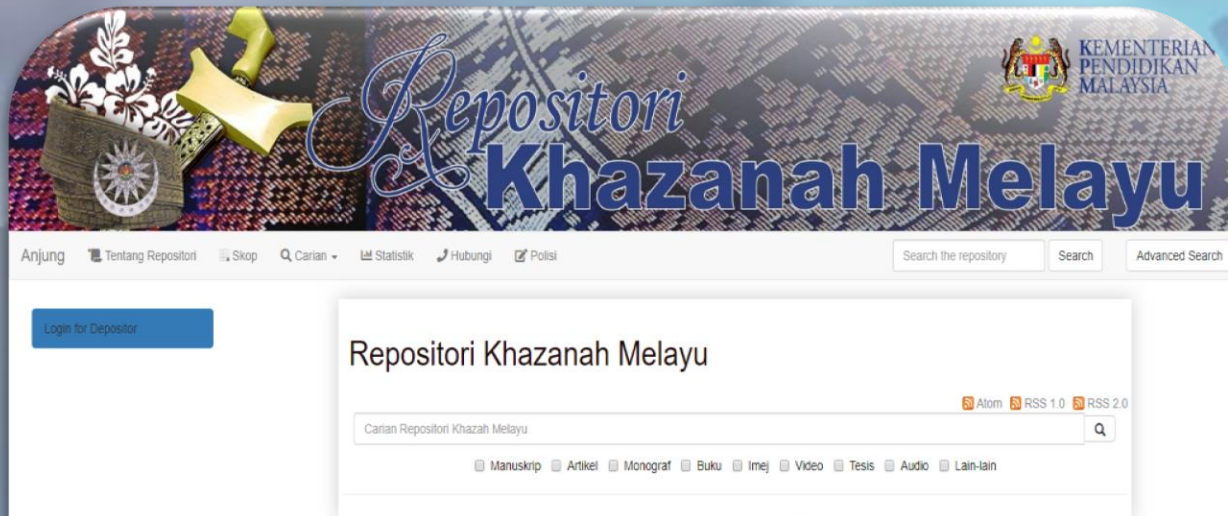 Repositori
Khazanah Melayu
KEMENTERIAN
PENDIDIKAN
MALAYSIA
Anjung Tentang Repositori Skop Carian Statistik Hubungi Polisi Search the repository Search Advanced Search
Login for Depositor
Repositori Khazanah Melayu
Atom RSS 1.0 RSS 2.0
Carian Repositori Khazah Melayu
Manuskrip Artikel Monograf Buku Imej Video Tesis Audio Lain-lain